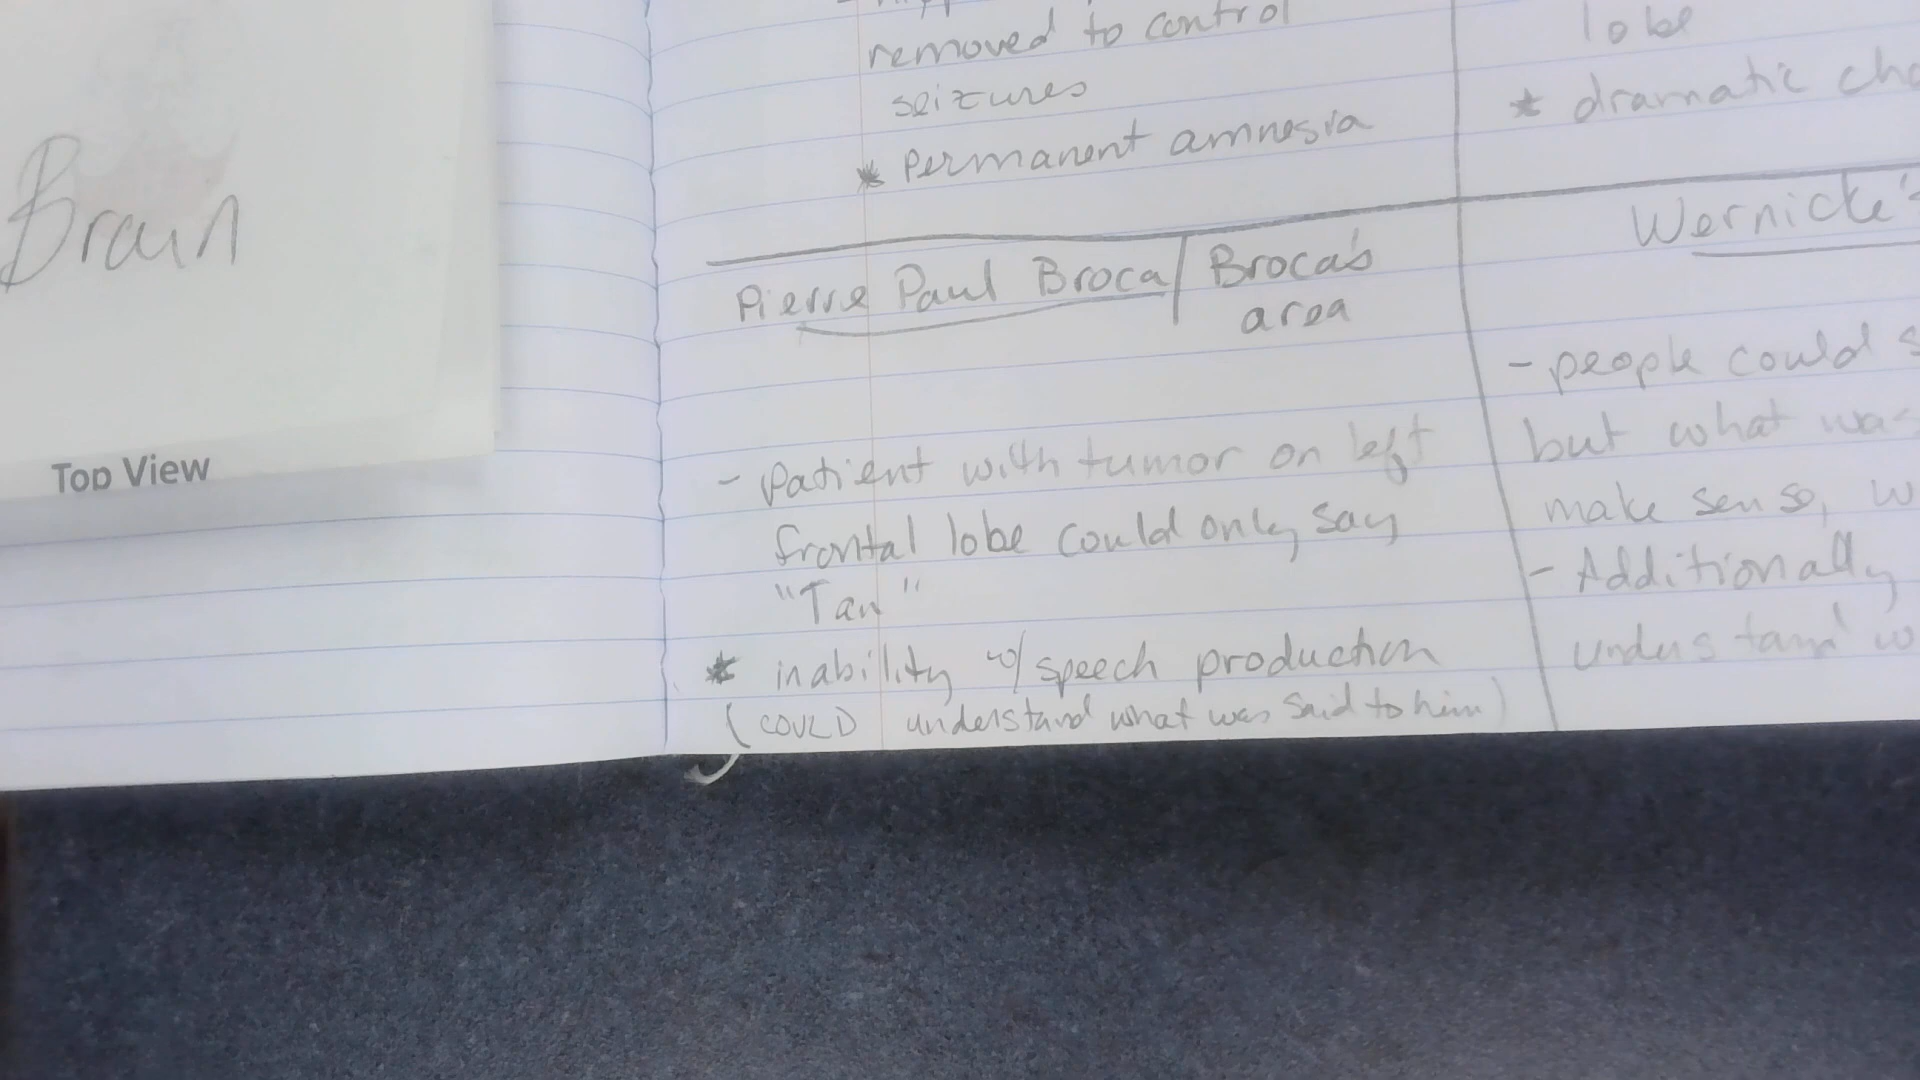 Brain
Top View
removed to control
seizures
* permanent amnesia
lobe
* dramatic
Pierre Paul Broca / Broca's
area
- Patient with tumor on left
frontal lobe could only say
"Tan"
* inability w/ speech production
(COULD understand what was said to him)
Wernicke's
- people could
but what
make sense,
- Additionally
understand